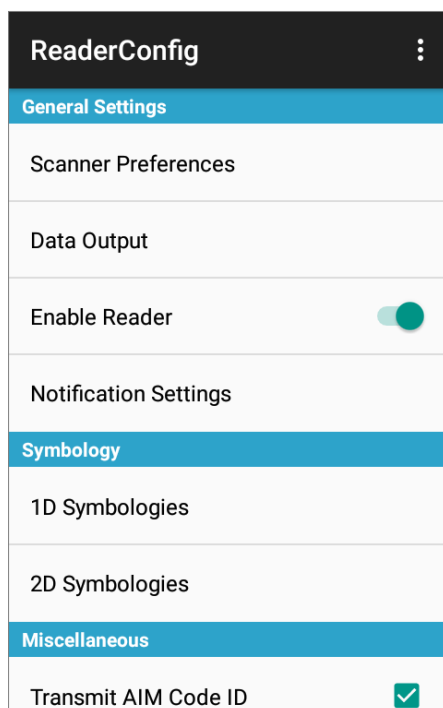 ReaderConfig
General Settings
Scanner Preferences
Data Output
Enable Reader
Notification Settings
Symbology
1D Symbologies
2D Symbologies
Miscellaneous
Transmit AIM Code ID